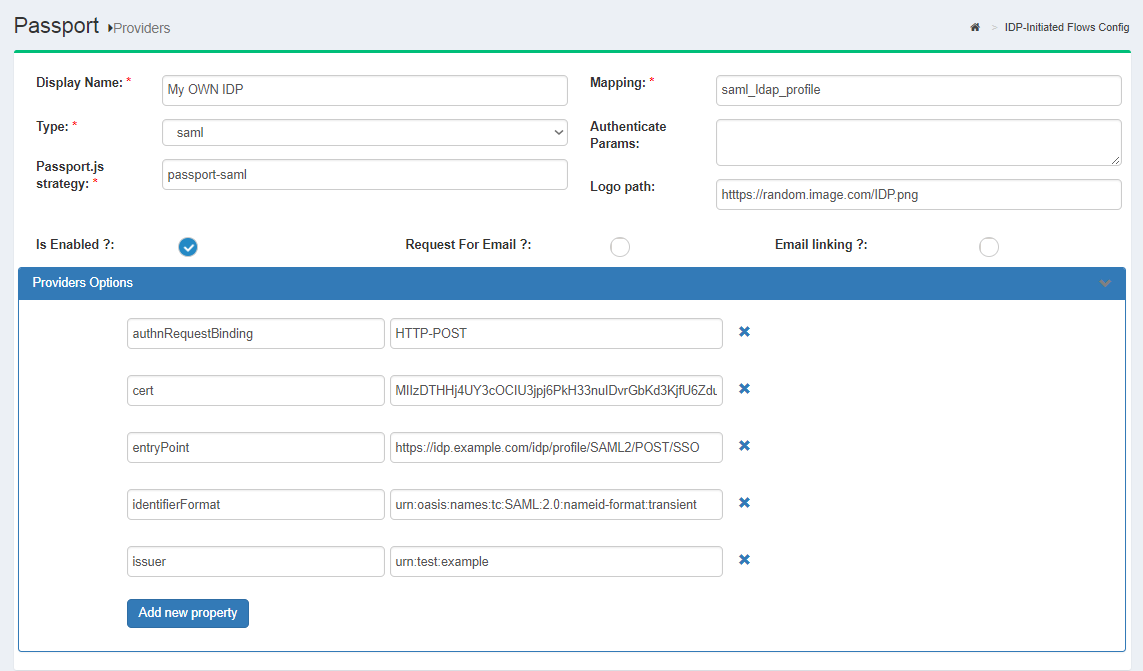 Passport Providers
> IDP-Initiated Flows Config
Display Name: *
My OWN IDP
Type: *
saml
Passport.js
strategy: *
passport-saml
Mapping: *
saml_ldap_profile
Authenticate
Params:
Logo path:
htttps://random.image.com/IDP.png
Is Enabled ?:
Request For Email ?:
Email linking ?:
Providers Options
authnRequestBinding
HTTP-POST
cert
MIIzDTHHj4UY3cOCIU3jpj6PkH33nuIDvrGbKd3KjfU6Zdu
entryPoint
https://idp.example.com/idp/profile/SAML2/POST/SSO
identifierFormat
urn:oasis:names:tc:SAML:2.0:nameid-format:transient
issuer
urn:test:example
Add new property